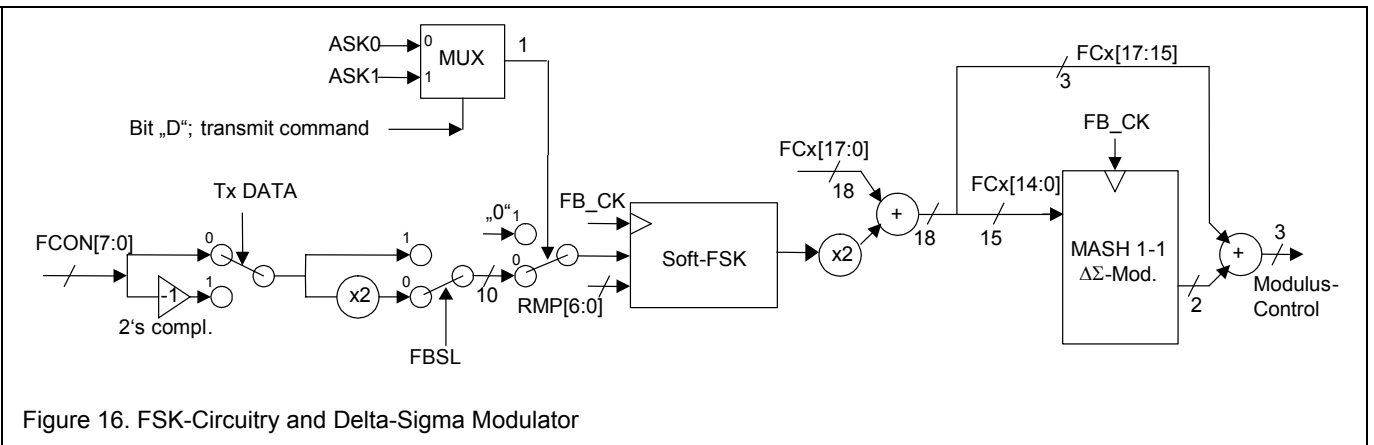 ASK0
ASK1
0
1
MUX
1
Bit „D“; transmit command
Tx DATA
FCON[7:0]
0
1
-1
2‘s compl.
x2
1
0
FBSL
10
„0“
1
0
RMP[6:0]
FB_CK
Soft-FSK
x2
FCx[17:0]
18
+
18
FCx[17:15]
3
FCx[14:0]
15
FB_CK
MASH 1-1
ΔΣ-Mod.
2
+
3
Modulus-
Control
Figure 16. FSK-Circuitry and Delta-Sigma Modulator